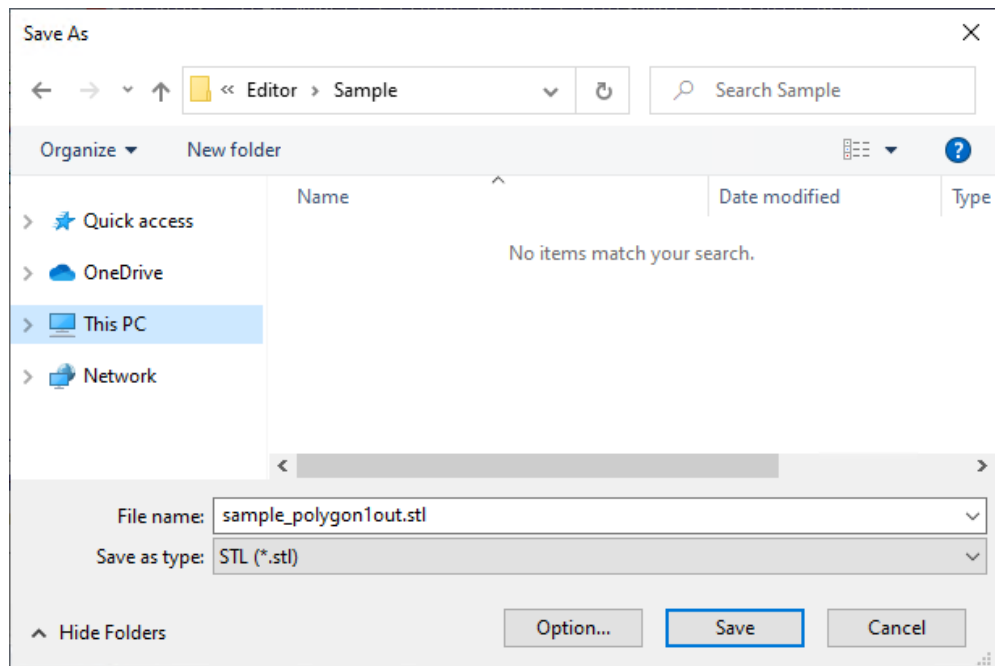 Save As
« Editor › Sample
Search Sample
Organize
New folder
?
Name
Date modified
Type
Quick access
No items match your search.
OneDrive
This PC
Network
File name: sample_polygon1out.stl
Save as type: STL (*.stl)
Hide Folders
Option...
Save
Cancel